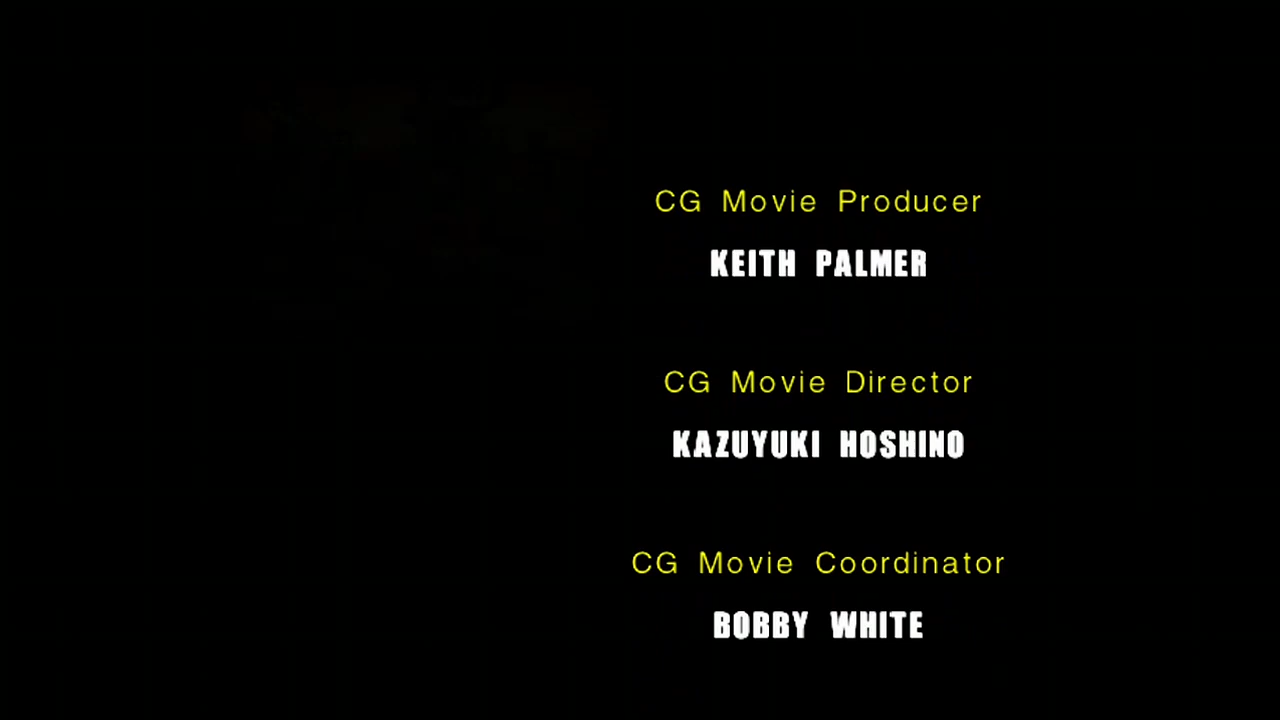 CG Movie Producer
KEITH PALMER
CG Movie Director
KAZUYUKI HOSHINO
CG Movie Coordinator
BOBBY WHITE